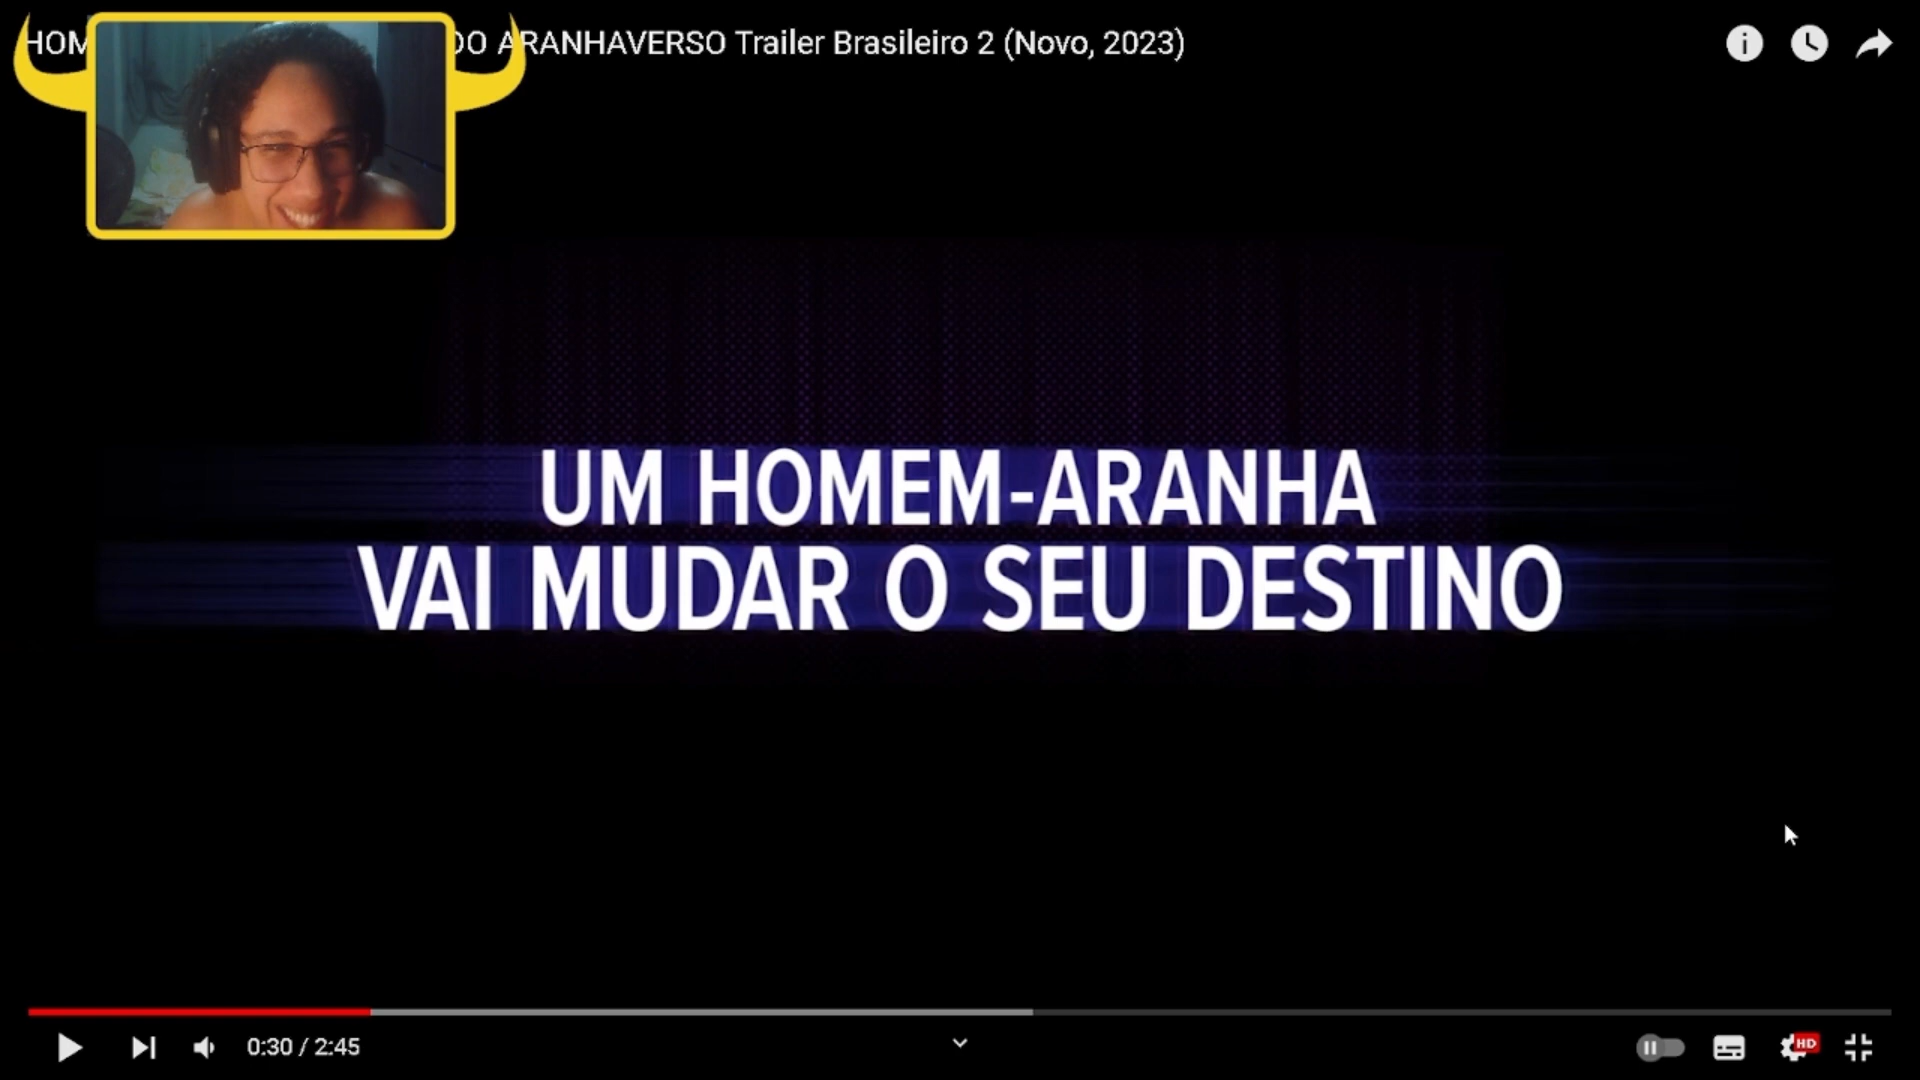 HOM DO ARANHAVERSO Trailer Brasileiro 2 (Novo, 2023)
UM HOMEM-ARANHA
VAI MUDAR O SEU DESTINO
0:30 / 2:45
HD